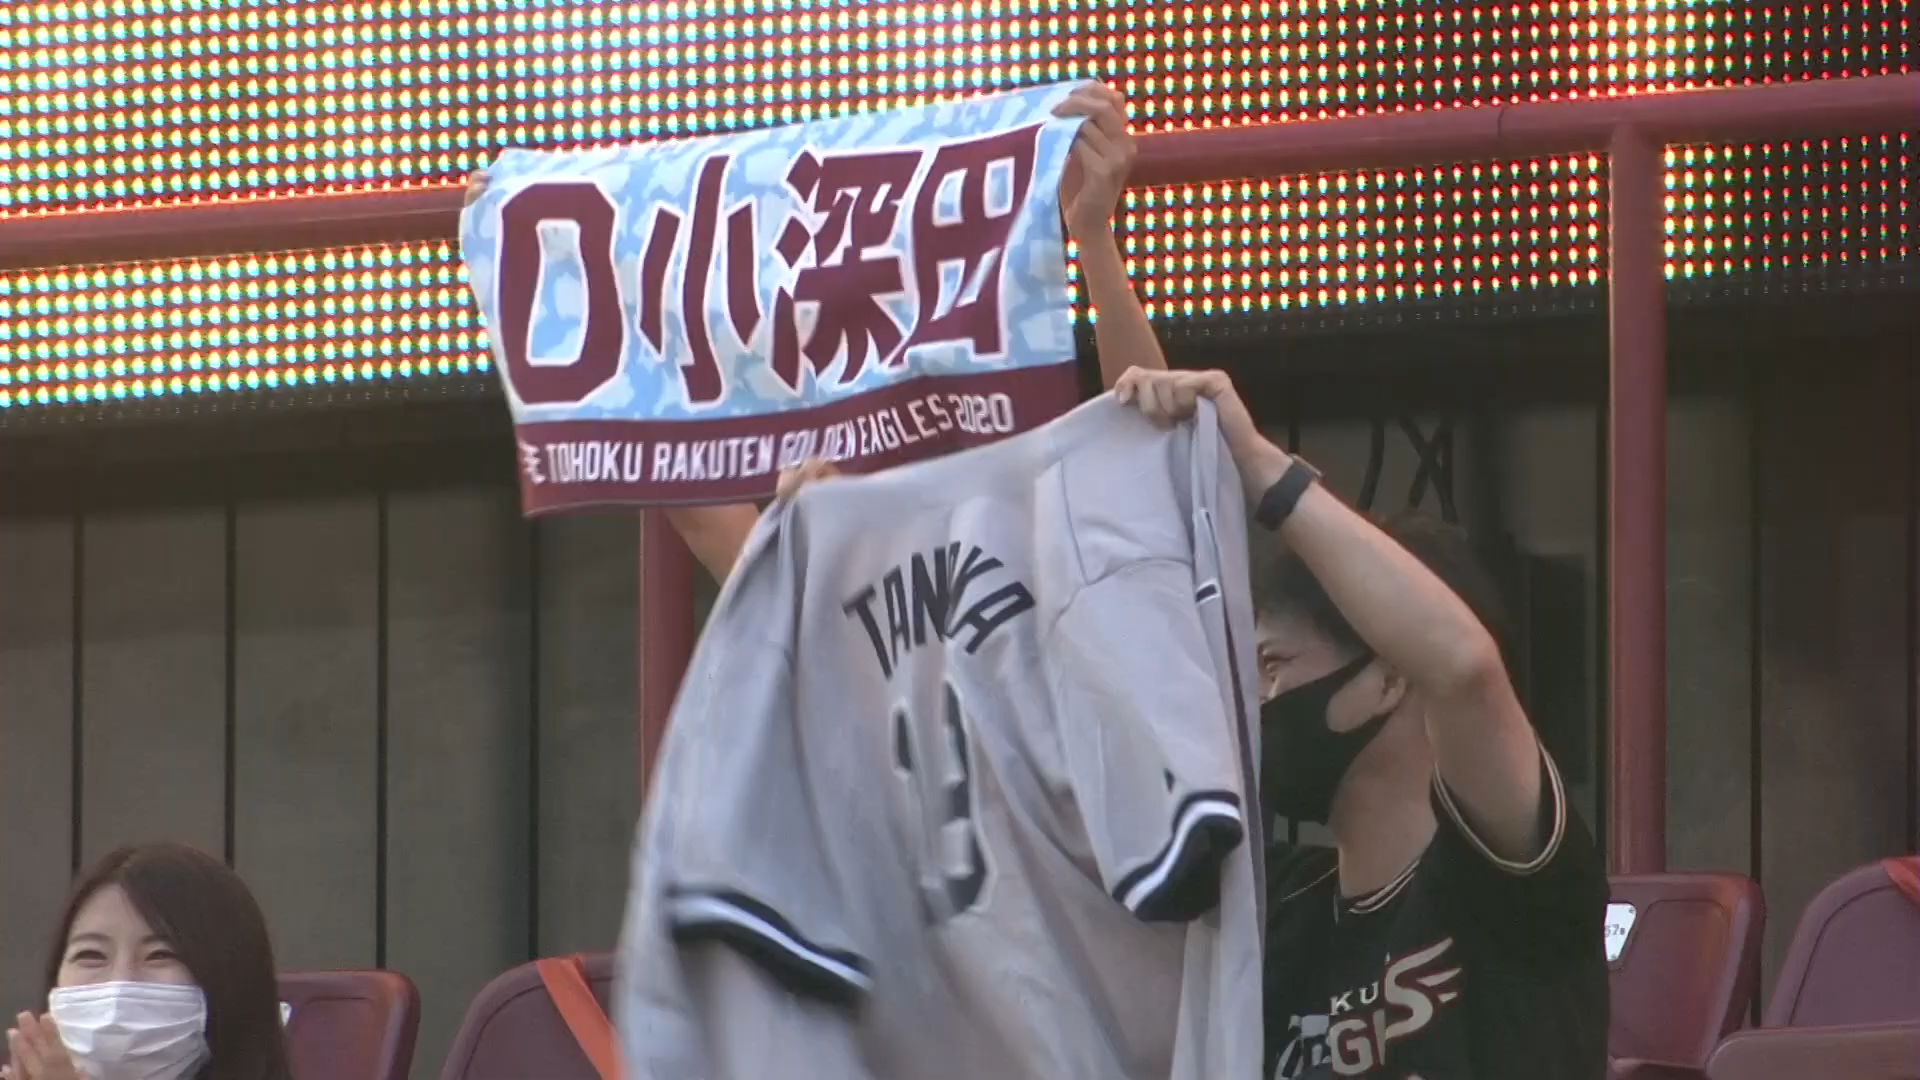 0小深田
TOHOKU RAKUTEN GOLDEN EAGLES 2020
TANAKA